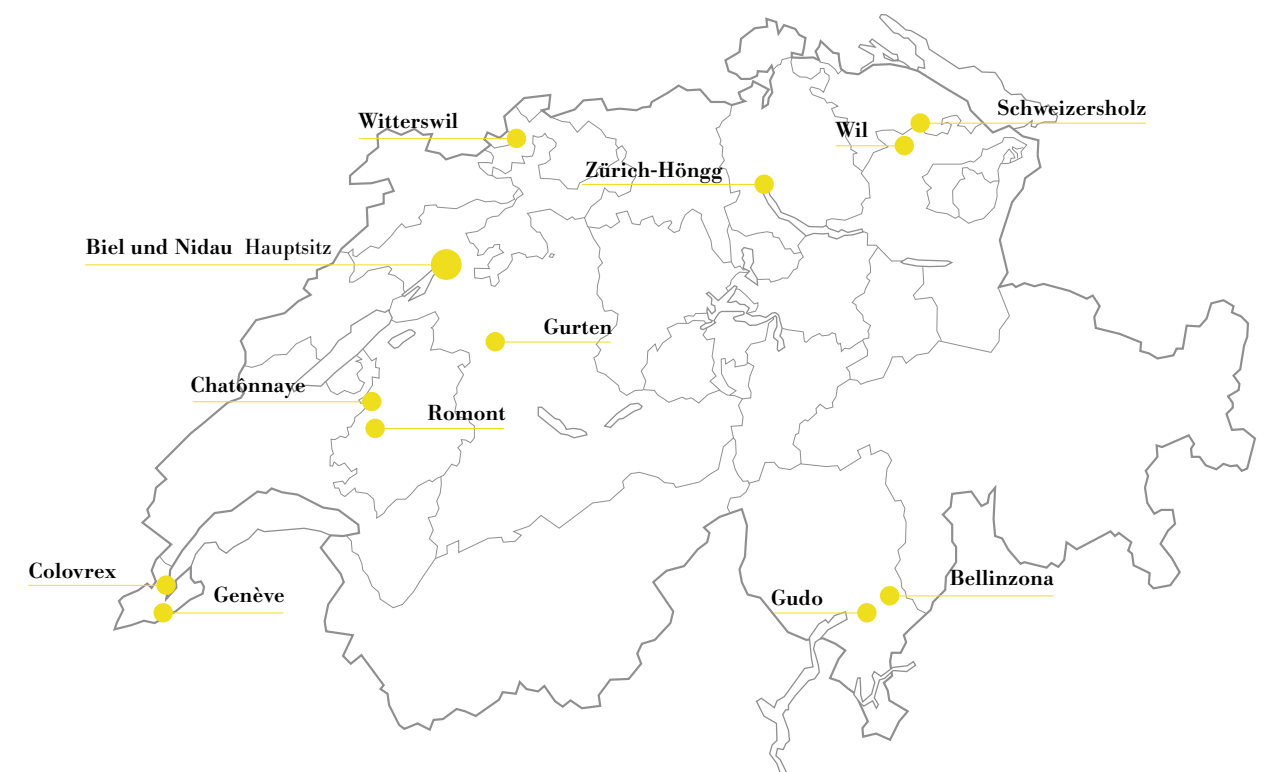 Schweizersholz
Witterswil
Wil
Zürich-Höngg
Biel und Nidau Hauptsitz
Gurten
Chatônnaye
Romont
Colovrex
Bellinzona
Genève
Gudo